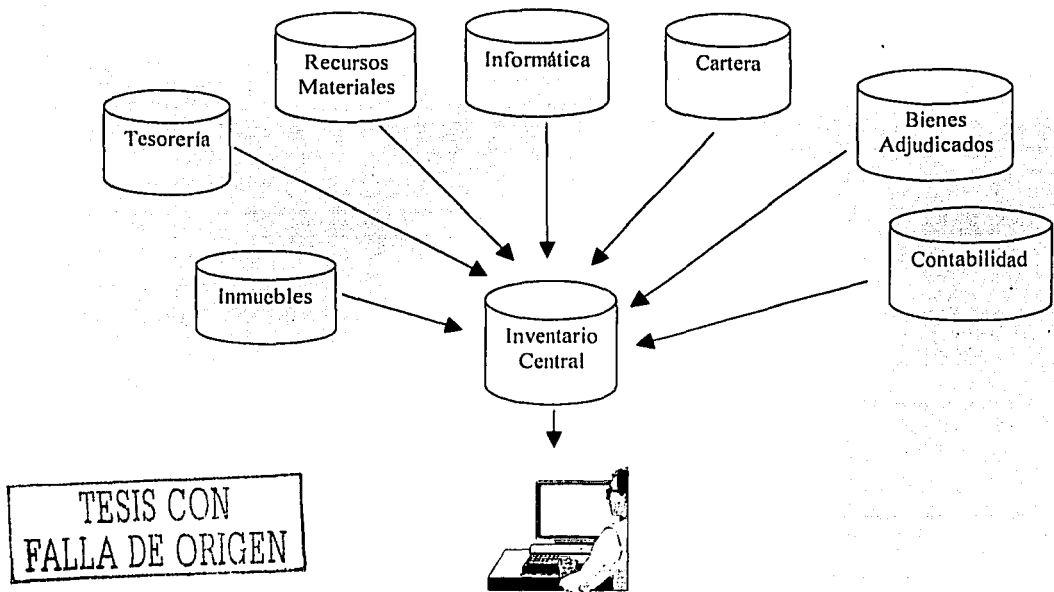 Recursos
Materiales
Informática
Cartera
Tesorería
Bienes
Adjudicados
Inmuebles
Contabilidad
Inventario
Central
TESIS CON
FALLA DE ORIGEN